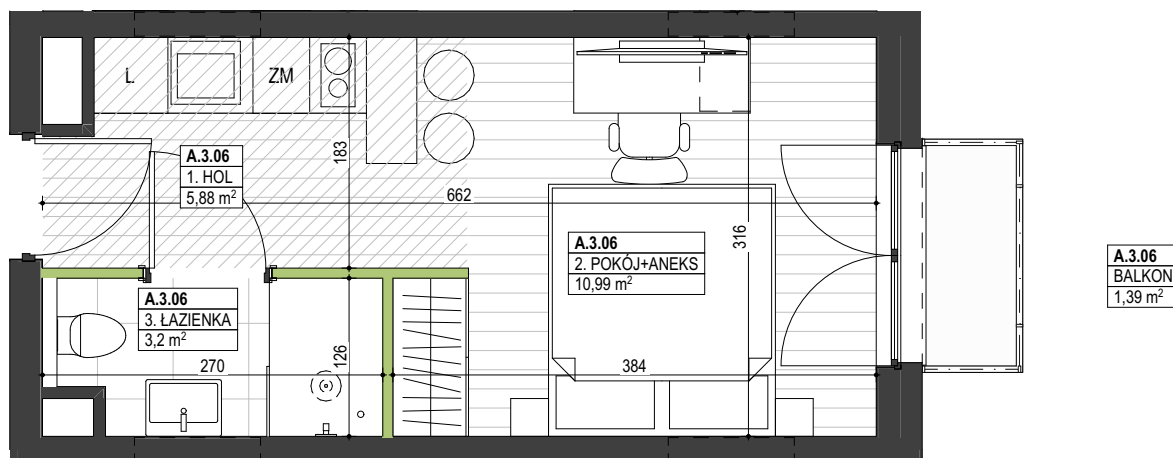 L
ZM
A.3.06
1. HOL
5,88 m²
183
662
316
A.3.06
2. POKÓJ+ANEKS
10,99 m²
A.3.06
BALKON
1,39 m²
A.3.06
3. ŁAZIENKA
3,2 m²
270
126
384